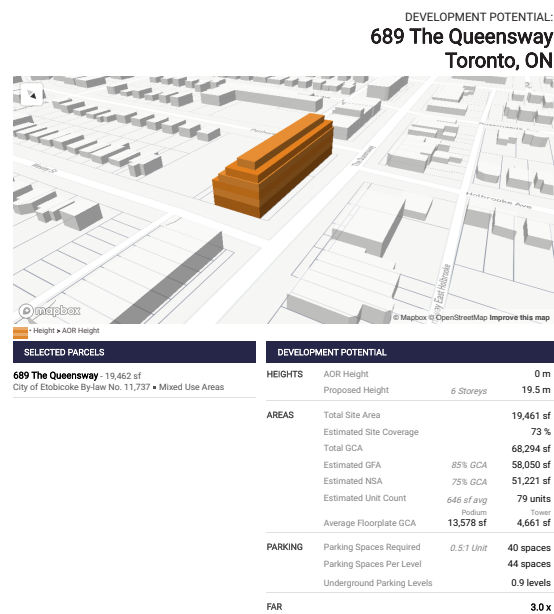 DEVELOPMENT POTENTIAL:
689 The Queensway
Toronto, ON
Holbrooke Ave
East Holbrooke
mapbox
© Mapbox © OpenStreetMap Improve this map
• Height > AOR Height
SELECTED PARCELS
689 The Queensway - 19,462 sf
City of Etobicoke By-law No. 11,737 ▪ Mixed Use Areas
DEVELOPMENT POTENTIAL
HEIGHTS AOR Height 0 m
Proposed Height 6 Storeys 19.5 m
AREAS Total Site Area 19,461 sf
Estimated Site Coverage 73 %
Total GCA 68,294 sf
Estimated GFA 85% GCA 58,050 sf
Estimated NSA 75% GCA 51,221 sf
Estimated Unit Count 646 sf avg 79 units
Podium Tower
Average Floorplate GCA 13,578 sf 4,661 sf
PARKING Parking Spaces Required 0.5:1 Unit 40 spaces
Parking Spaces Per Level 44 spaces
Underground Parking Levels 0.9 levels
FAR 3.0 x